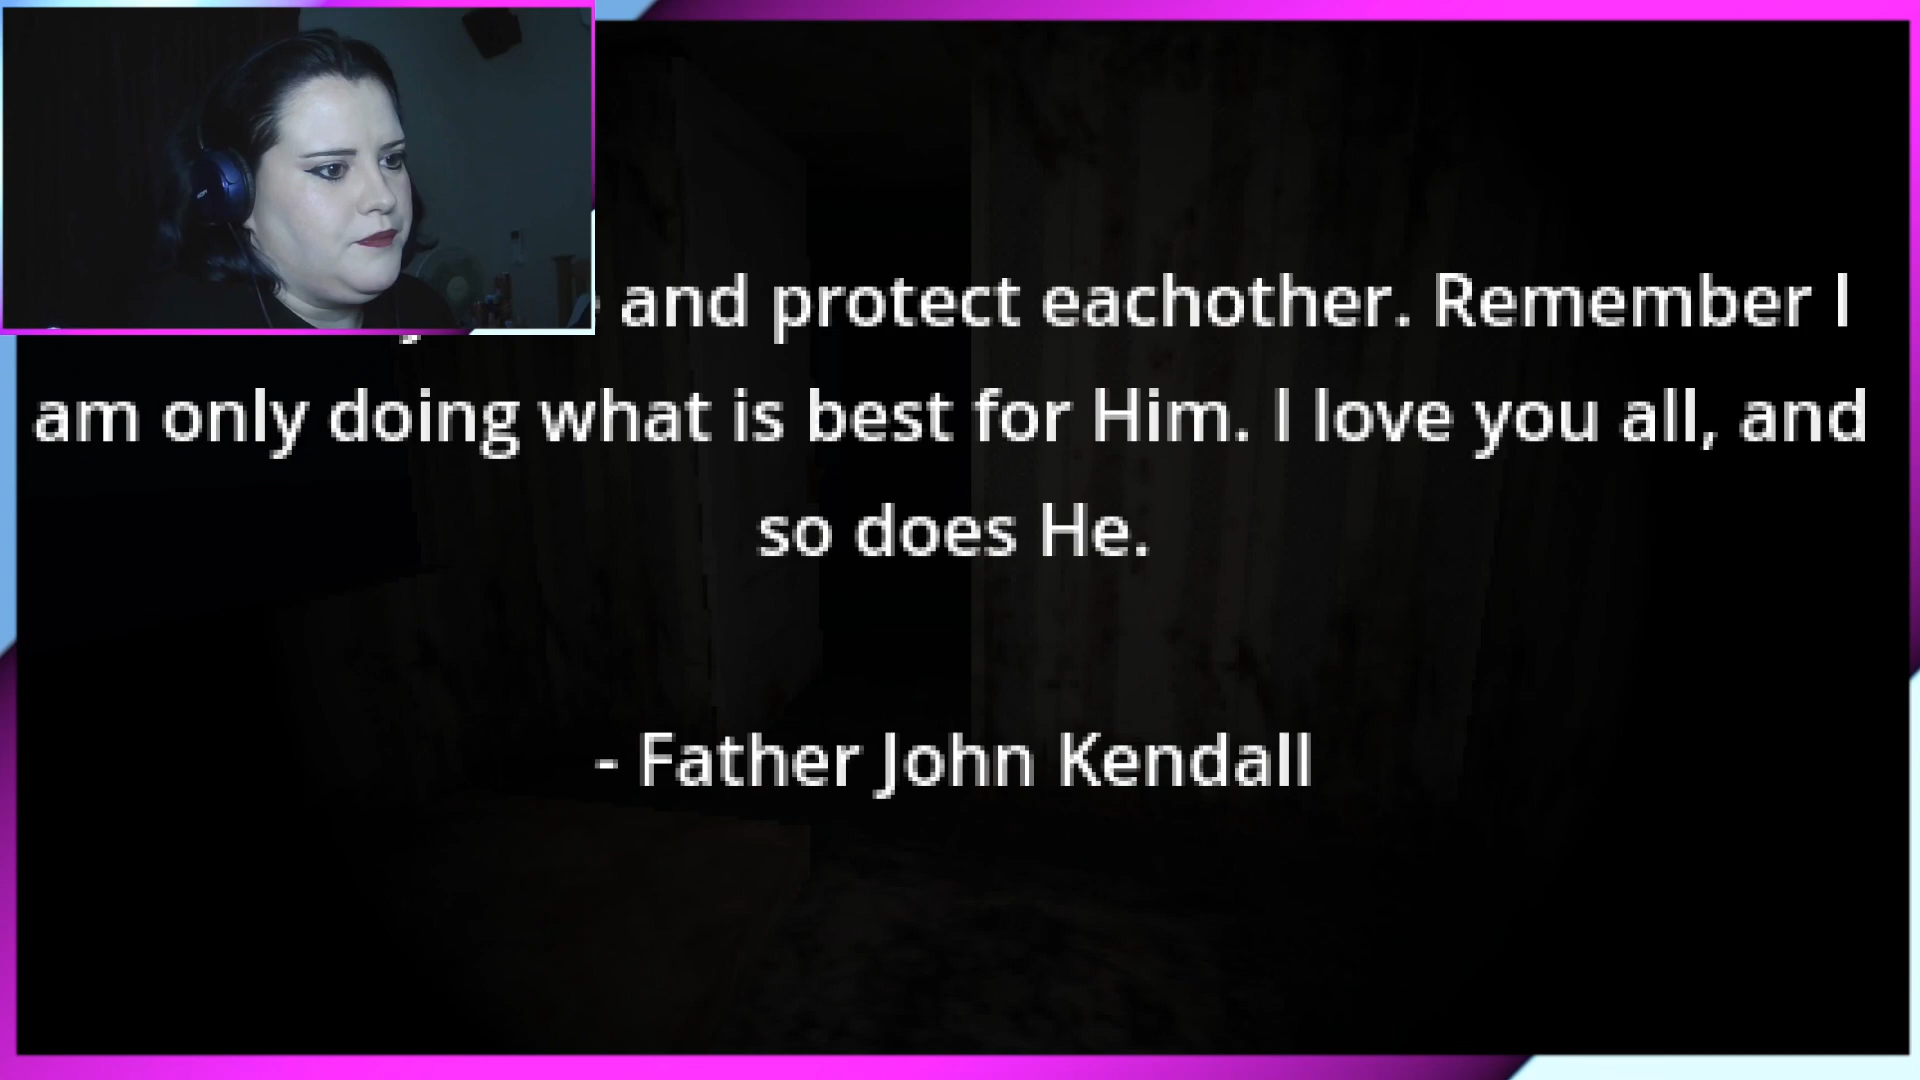 and protect eachother. Remember I
am only doing what is best for Him. I love you all, and
so does He.
- Father John Kendall